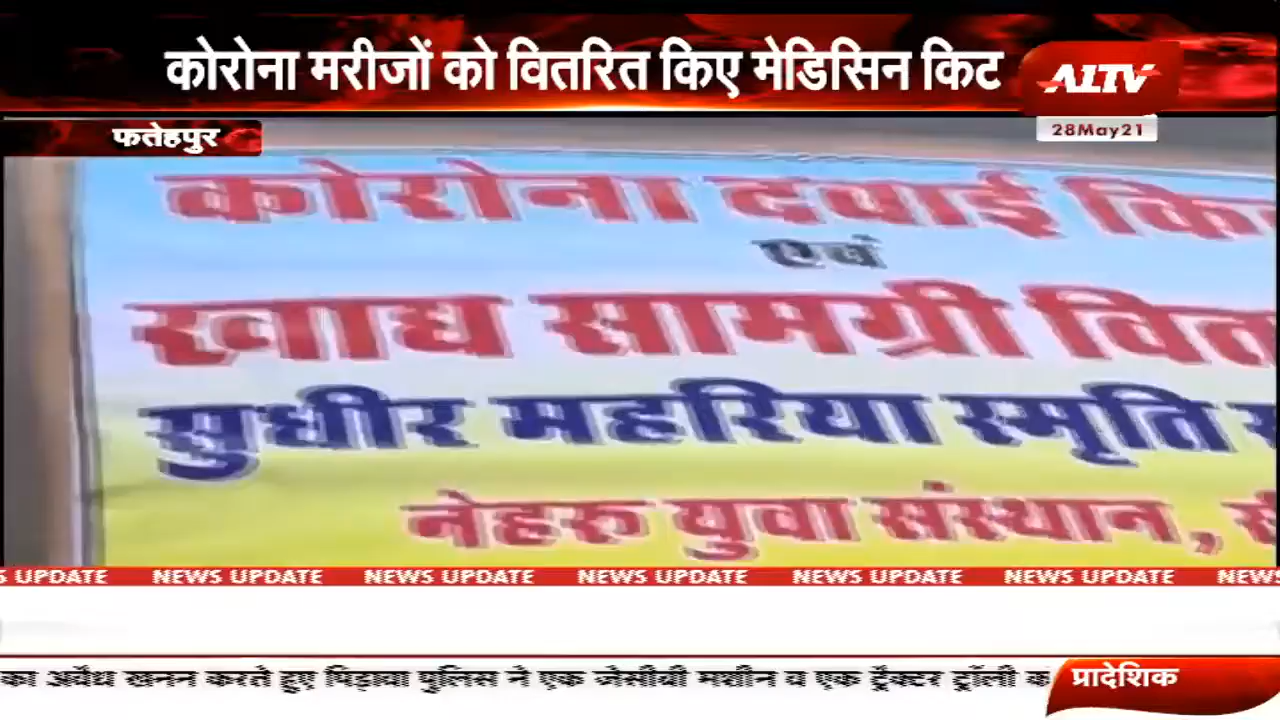 कोरोना मरीजों को वितरित किए मेडिसिन किट
ALTV
28May21
फतेहपुर
कोरोना दवाई
एवं
खाद्य सामग्री
सुधीर महरिया स्मृति
नेहरु युवा संस्थान,
NEWS UPDATE NEWS UPDATE NEWS UPDATE NEWS UPDATE NEWS UPDATE
का अवैध खनन करते हुए पुलिस ने एक जेसीबी मशीन व एक ट्रैक्टर ट्रॉली
प्रादेशिक